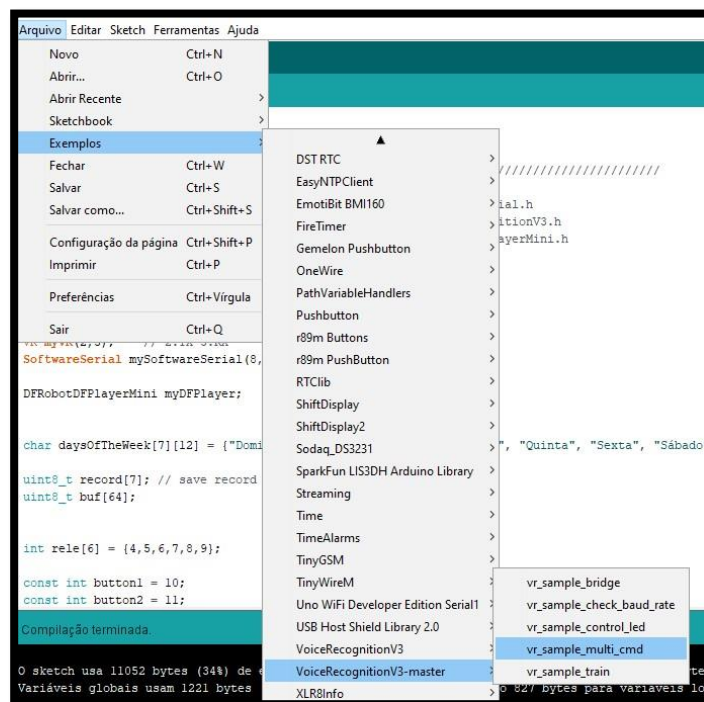 Arquivo Editar Sketch Ferramentas Ajuda
Novo Ctrl+N
Abrir... Ctrl+O
Abrir Recente
Sketchbook
Exemplos
Fechar Ctrl+W
Salvar Ctrl+S
Salvar como... Ctrl+Shift+S
Configuração da página Ctrl+Shift+P
Imprimir Ctrl+P
Preferências Ctrl+Vírgula
Sair Ctrl+Q
DST RTC
EasyNTPClient
EmotiBit BMI160
FireTimer
Gemelon Pushbutton
OneWire
PathVariableHandlers
Pushbutton
r89m Buttons
r89m PushButton
RTClib
ShiftDisplay
ShiftDisplay2
Sodaq_DS3231
SparkFun LIS3DH Arduino Library
Streaming
Time
TimeAlarms
TinyGSM
TinyWireM
Uno WiFi Developer Edition Serial1
USB Host Shield Library 2.0
VoiceRecognitionV3
VoiceRecognitionV3-master
XLR8Info
vr_sample_bridge
vr_sample_check_baud_rate
vr_sample_control_led
vr_sample_multi_cmd
vr_sample_train
///////////////////////
ial.h
itionV3.h
ayerMini.h
SoftwareSerial mySoftwareSerial(8,
DFRobotDFPlayerMini myDFPlayer;
char daysOfTheWeek[7][12] = {"Domi ", "Quinta", "Sexta", "Sábado
uint8_t record[7]; // save record
uint8_t buf[64];
int rele[6] = {4,5,6,7,8,9};
const int button1 = 10;
const int button2 = 11;
Compilação terminada.
O sketch usa 11052 bytes (34%) de e
Variáveis globais usam 1221 bytes o 827 bytes para variáveis lo